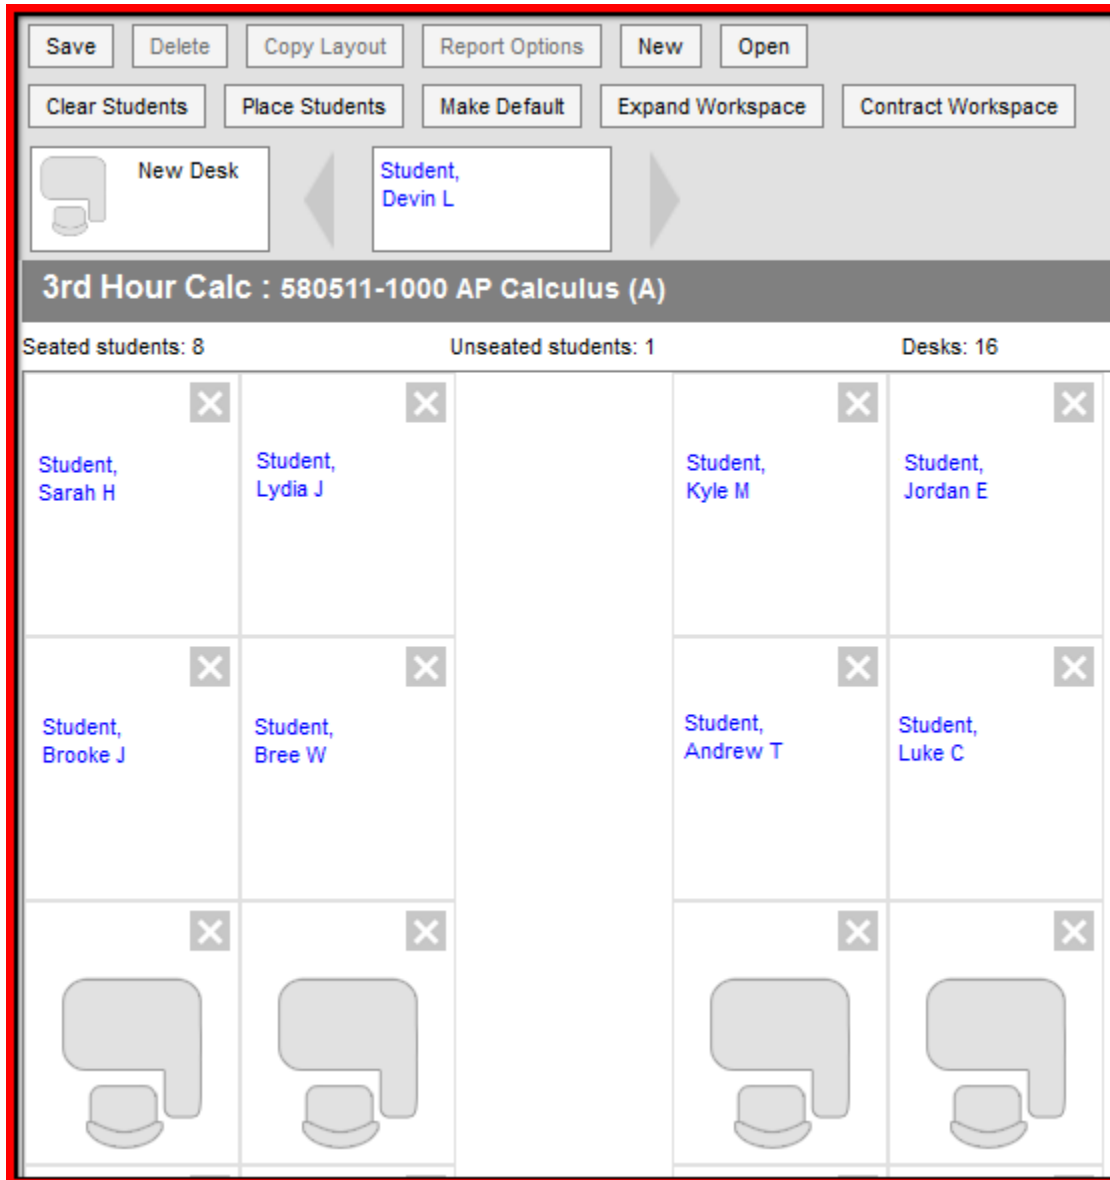 Save Delete Copy Layout Report Options New Open
Clear Students Place Students Make Default Expand Workspace Contract Workspace
New Desk
Student,
Devin L
3rd Hour Calc : 580511-1000 AP Calculus (A)
Seated students: 8 Unseated students: 1 Desks: 16
Student,
Sarah H
Student,
Lydia J
Student,
Kyle M
Student,
Jordan E
Student,
Brooke J
Student,
Bree W
Student,
Andrew T
Student,
Luke C